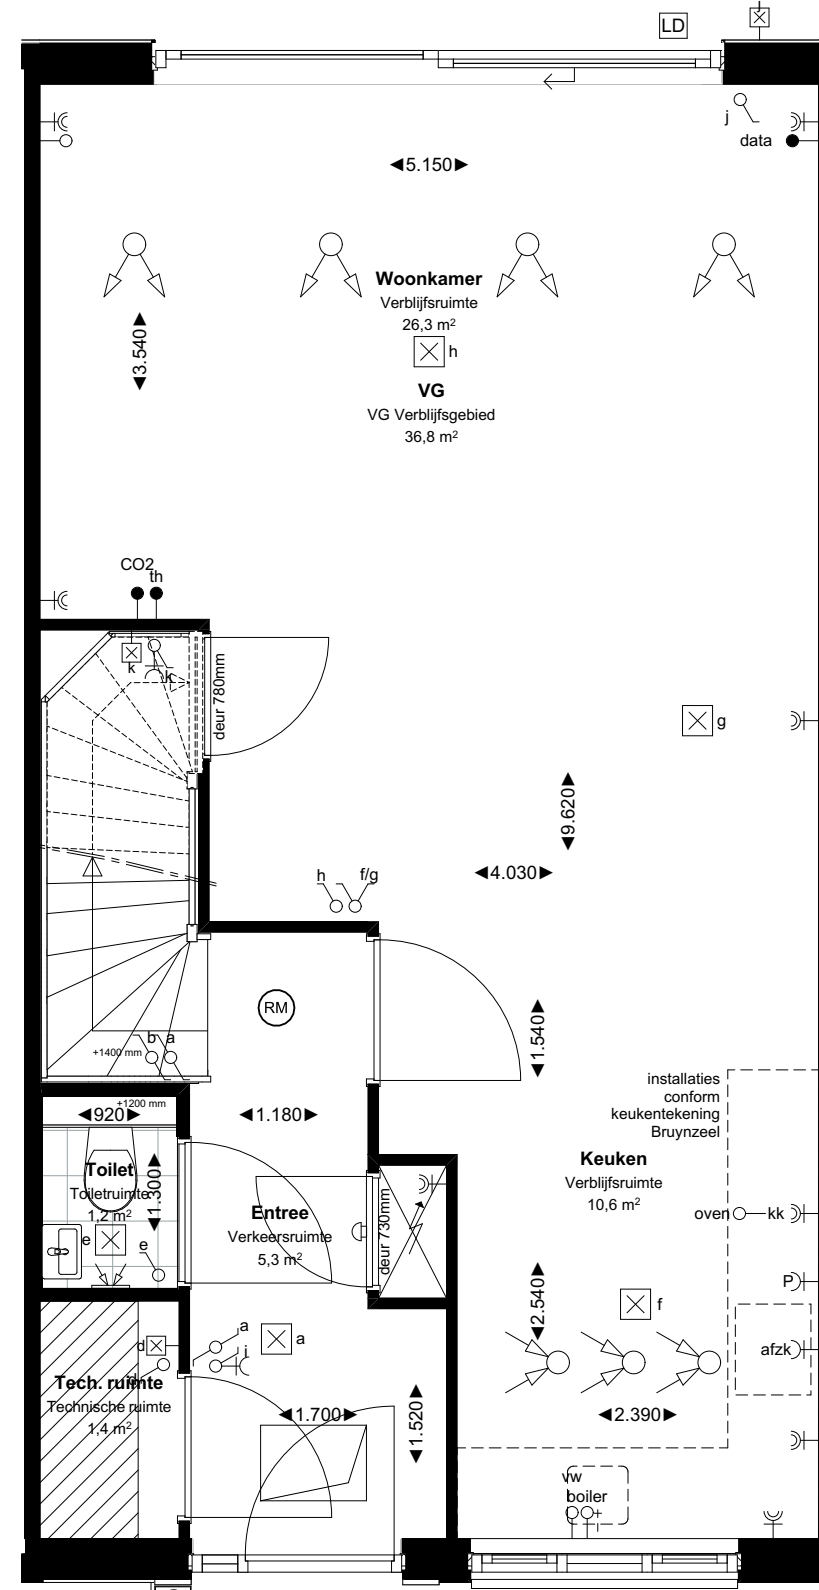 LD
j
j
data
5.150
Woonkamer
Verblijfsruimte
26,3 m²
h
3.540
VG
VG Verblijfsgebied
36,8 m²
CO2
th
k
k
deur 780mm
g
9.620
4.030
h
f/g
RM
1.540
b
a
+1400 mm
installaties
conform
keukentekening
Bruynzeel
+1200 mm
920
1.180
Keuken
Verblijfsruimte
10,6 m²
Toilet
Toiletruimte
1,2 m²
1.300
e
e
Entree
Verkeersruimte
5,3 m²
deur 730mm
oven
kk
P
2.540
f
afzk
a
i
a
d
d
Tech. ruimte
Technische ruimte
1,4 m²
1.700
1.520
2.390
vw
boiler